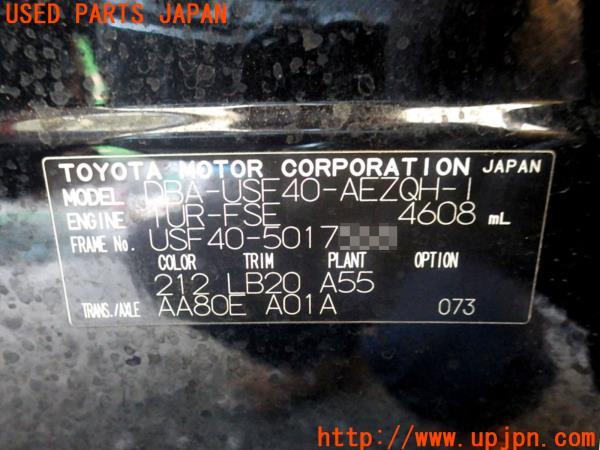 USED PARTS JAPAN
TOYOTA MOTOR CORPORATION JAPAN
MODEL DBA-USF40-AEZQH-I
ENGINE 1UR-FSE 4608 mL
FRAME No. USF40-5017
COLOR TRIM PLANT OPTION
212 LB20 A55
TRANS./AXLE AA80E A01A 073
UPJ
http://www.upjpn.com